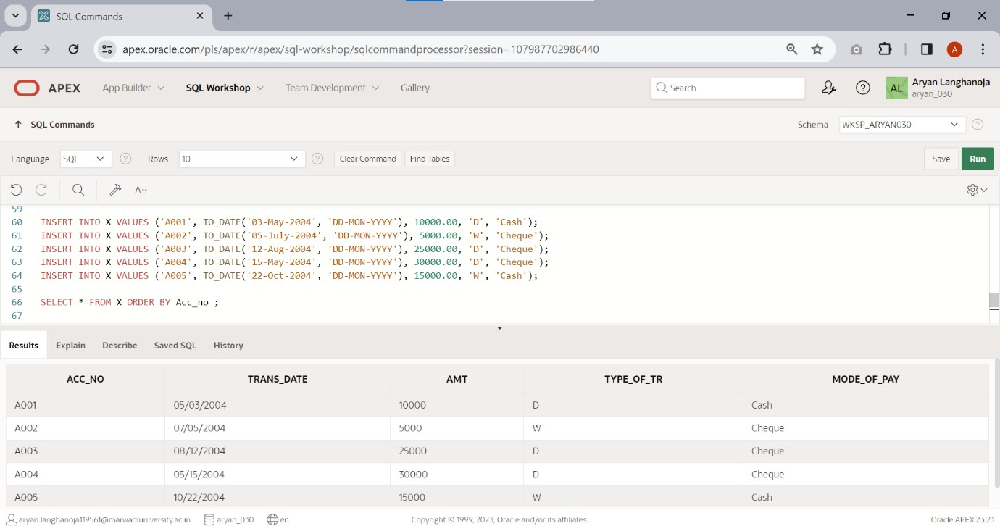 SQL Commands
apex.oracle.com/pls/apex/r/apex/sql-workshop/sqlcommandprocessor?session=107987702986440
A
APEX App Builder SQL Workshop Team Development Gallery Search AL Aryan Langhanoja
aryan_030
SQL Commands Schema WKSP_ARYAN030
Language SQL Rows 10 Clear Command Find Tables Save Run
A::
59
60 INSERT INTO X VALUES ('A001', TO_DATE('03-May-2004', 'DD-MON-YYYY'), 10000.00, 'D', 'Cash');
61 INSERT INTO X VALUES ('A002', TO_DATE('05-July-2004', 'DD-MON-YYYY'), 5000.00, 'W', 'Cheque');
62 INSERT INTO X VALUES ('A003', TO_DATE('12-Aug-2004', 'DD-MON-YYYY'), 25000.00, 'D', 'Cheque');
63 INSERT INTO X VALUES ('A004', TO_DATE('15-May-2004', 'DD-MON-YYYY'), 30000.00, 'D', 'Cheque');
64 INSERT INTO X VALUES ('A005', TO_DATE('22-Oct-2004', 'DD-MON-YYYY'), 15000.00, 'W', 'Cash');
65
66 SELECT * FROM X ORDER BY Acc_no ;
67
Results Explain Describe Saved SQL History
ACC_NO TRANS_DATE AMT TYPE_OF_TR MODE_OF_PAY
A001 05/03/2004 10000 D Cash
A002 07/05/2004 5000 W Cheque
A003 08/12/2004 25000 D Cheque
A004 05/15/2004 30000 D Cheque
A005 10/22/2004 15000 W Cash
aryan.langhanoja119561@marwadiuniversity.ac.in aryan_030 en Copyright © 1999, 2023, Oracle and/or its affiliates. Oracle APEX 23.2.1